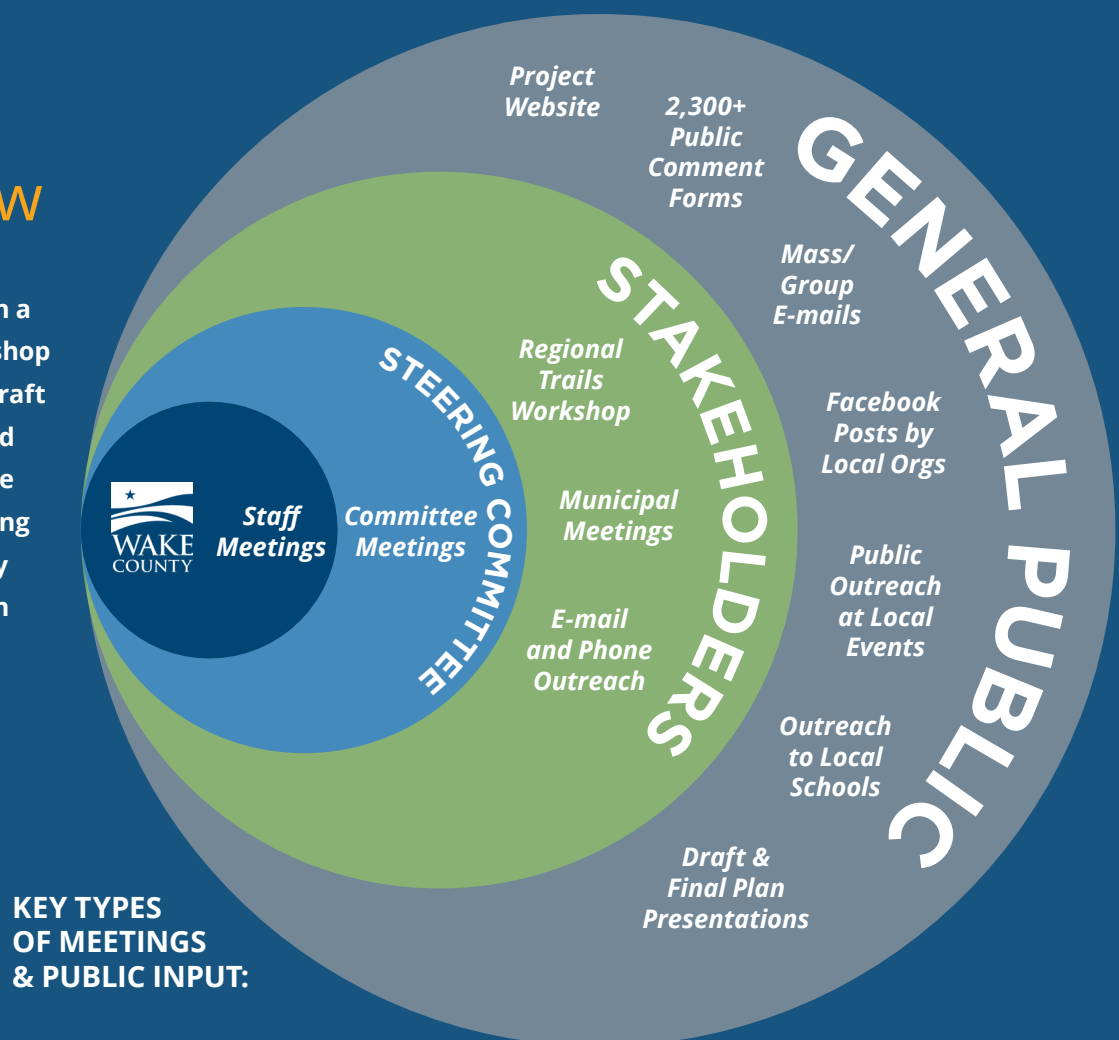 w
n a
shop
raft
d
e
ng
y
n
KEY TYPES
OF MEETINGS
& PUBLIC INPUT:
WAKE
COUNTY
Staff
Meetings
Committee
Meetings
STEERING COMMITTEE
Regional
Trails
Workshop
Municipal
Meetings
E-mail
and Phone
Outreach
STAKEHOLDERS
Project
Website
2,300+
Public
Comment
Forms
Mass/
Group
E-mails
Facebook
Posts by
Local Orgs
Public
Outreach
at Local
Events
Outreach
to Local
Schools
Draft &
Final Plan
Presentations
GENERAL PUBLIC